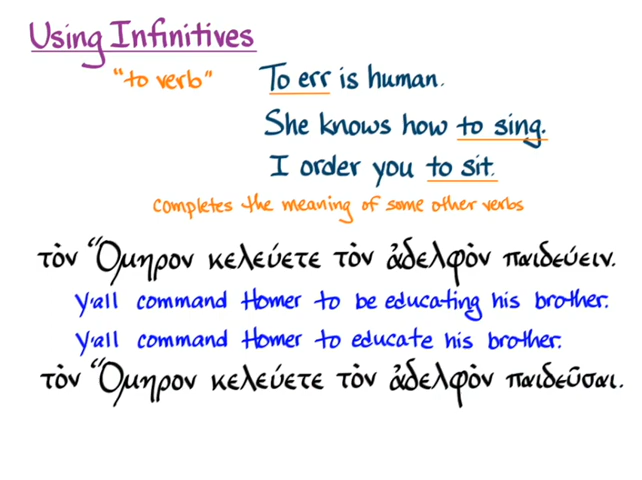 Using Infinitives
"to verb" To err is human.
She knows how to sing.
I order you to sit.
completes the meaning of some other verbs
τὸν Ὅμηρον κελεύετε τὸν ἀδελφὸν παιδεύειν.
Y'all command Homer to be educating his brother.
Y'all command Homer to educate his brother.
τὸν Ὅμηρον κελεύετε τὸν ἀδελφὸν παιδεῦσαι.